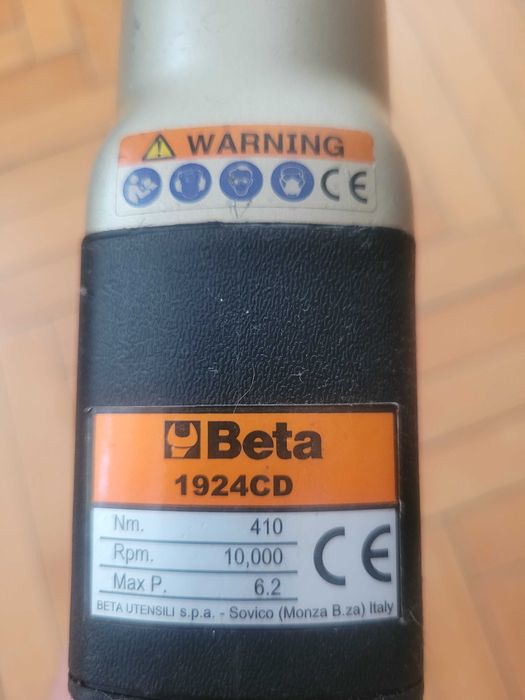 WARNING
CE
Beta
1924CD
Nm. 410
Rpm. 10,000
Max P. 6.2
CE
BETA UTENSILI s.p.a. - Sovico (Monza B.za) Italy